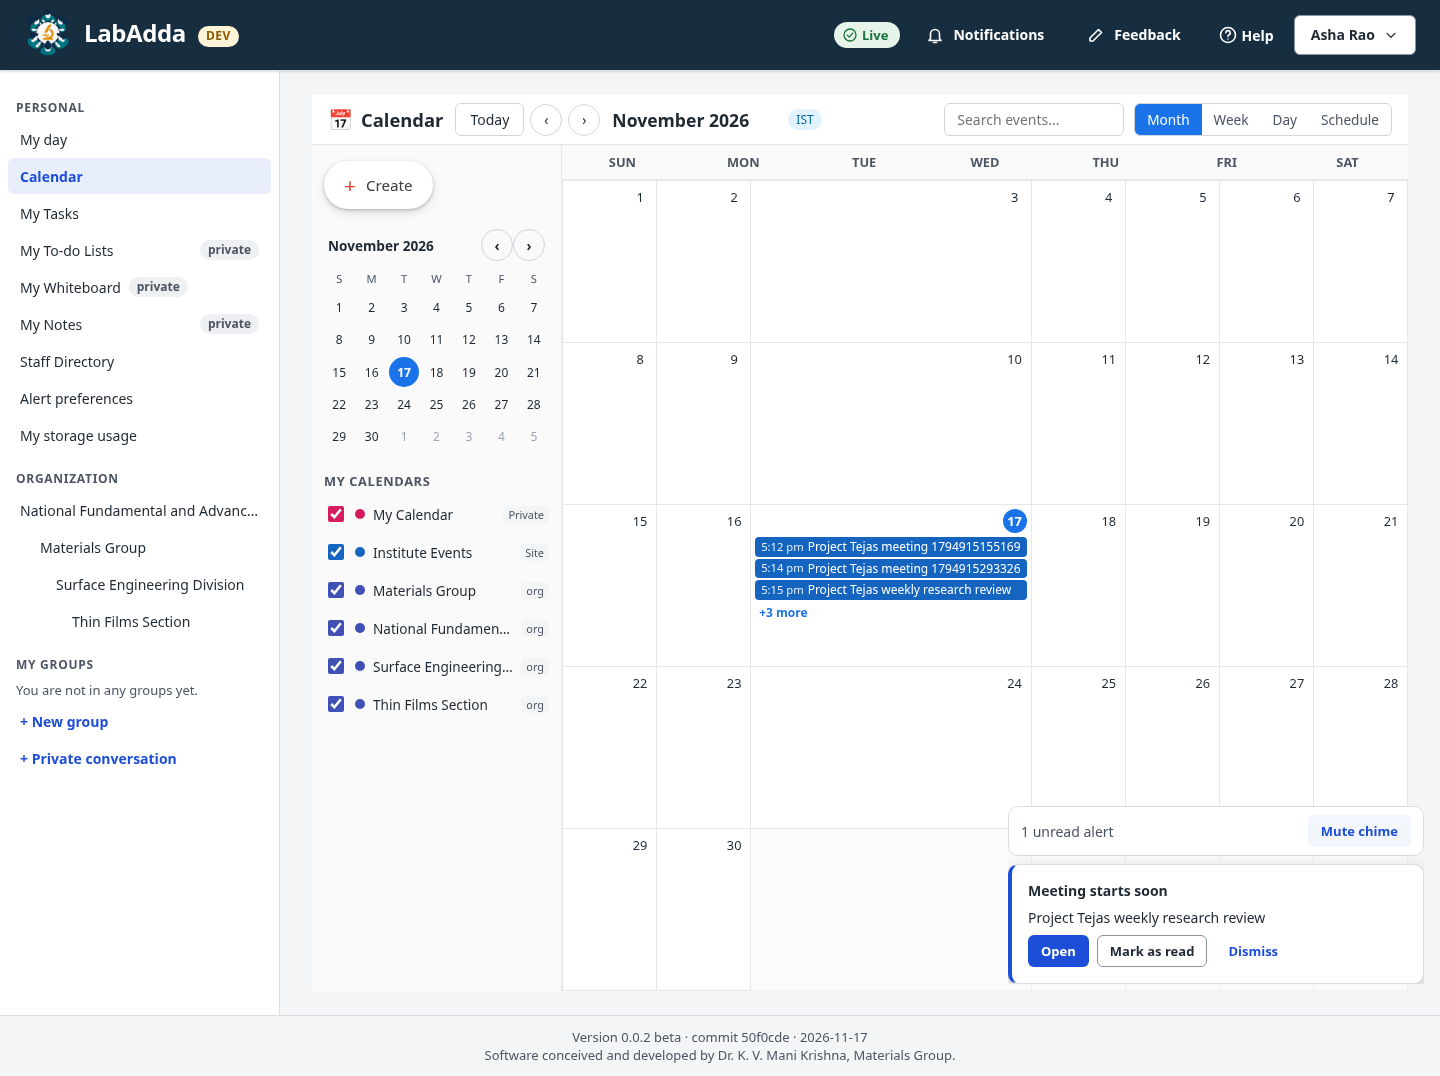 LabAdda DEV
Live
Notifications
Feedback
Help
Asha Rao
PERSONAL
My day
Calendar
My Tasks
My To-do Lists private
My Whiteboard private
My Notes private
Staff Directory
Alert preferences
My storage usage
ORGANIZATION
National Fundamental and Advanc...
Materials Group
Surface Engineering Division
Thin Films Section
MY GROUPS
You are not in any groups yet.
+ New group
+ Private conversation
Calendar
Today
‹ ›
November 2026
IST
Search events...
Month Week Day Schedule
+ Create
November 2026 ‹ ›
S M T W T F S
1 2 3 4 5 6 7
8 9 10 11 12 13 14
15 16 17 18 19 20 21
22 23 24 25 26 27 28
29 30 1 2 3 4 5
MY CALENDARS
My Calendar Private
Institute Events Site
Materials Group org
National Fundamen... org
Surface Engineering... org
Thin Films Section org
SUN MON TUE WED THU FRI SAT
1 2 3 4 5 6 7
8 9 10 11 12 13 14
15 16 17 18 19 20 21
5:12 pm Project Tejas meeting 1794915155169
5:14 pm Project Tejas meeting 1794915293326
5:15 pm Project Tejas weekly research review
+3 more
22 23 24 25 26 27 28
29 30
1 unread alert
Mute chime
Meeting starts soon
Project Tejas weekly research review
Open Mark as read Dismiss
Version 0.0.2 beta · commit 50f0cde · 2026-11-17
Software conceived and developed by Dr. K. V. Mani Krishna, Materials Group.